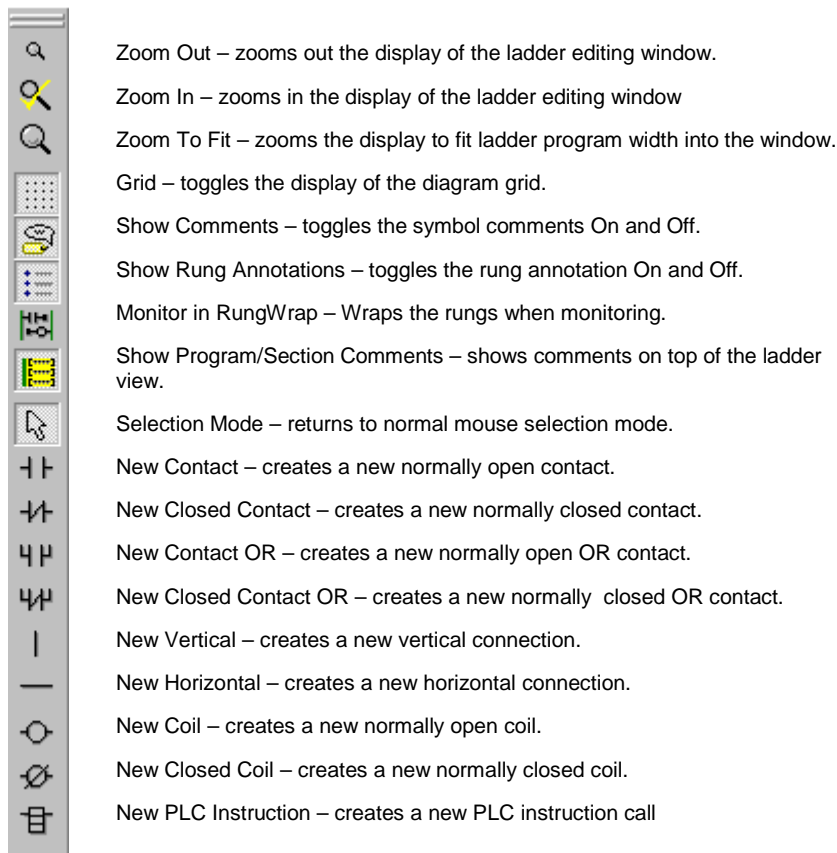 Zoom Out – zooms out the display of the ladder editing window.
Zoom In – zooms in the display of the ladder editing window
Zoom To Fit – zooms the display to fit ladder program width into the window.
Grid – toggles the display of the diagram grid.
Show Comments – toggles the symbol comments On and Off.
Show Rung Annotations – toggles the rung annotation On and Off.
Monitor in RungWrap – Wraps the rungs when monitoring.
Show Program/Section Comments – shows comments on top of the ladder
view.
Selection Mode – returns to normal mouse selection mode.
New Contact – creates a new normally open contact.
New Closed Contact – creates a new normally closed contact.
New Contact OR – creates a new normally open OR contact.
New Closed Contact OR – creates a new normally  closed OR contact.
New Vertical – creates a new vertical connection.
New Horizontal – creates a new horizontal connection.
New Coil – creates a new normally open coil.
New Closed Coil – creates a new normally closed coil.
New PLC Instruction – creates a new PLC instruction call